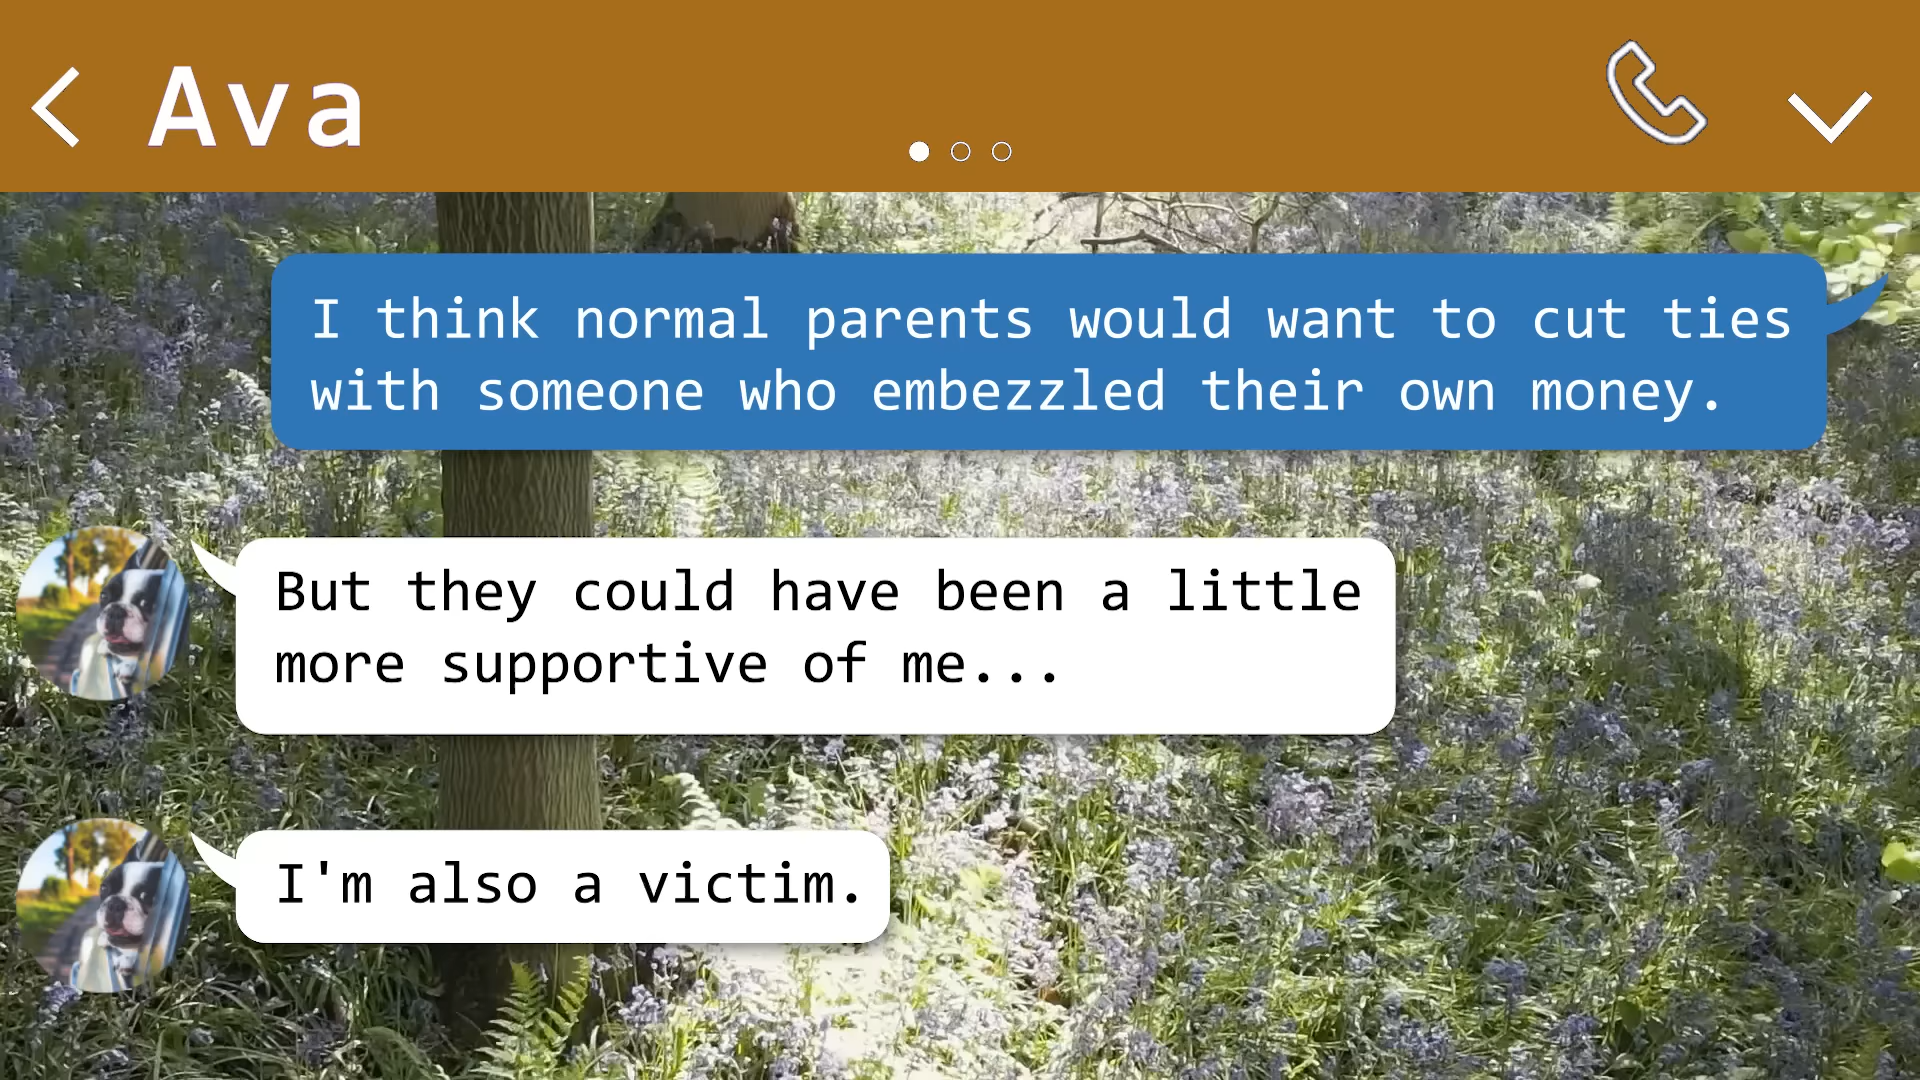 Ava
I think normal parents would want to cut ties
with someone who embezzled their own money.
But they could have been a little
more supportive of me...
I'm also a victim.